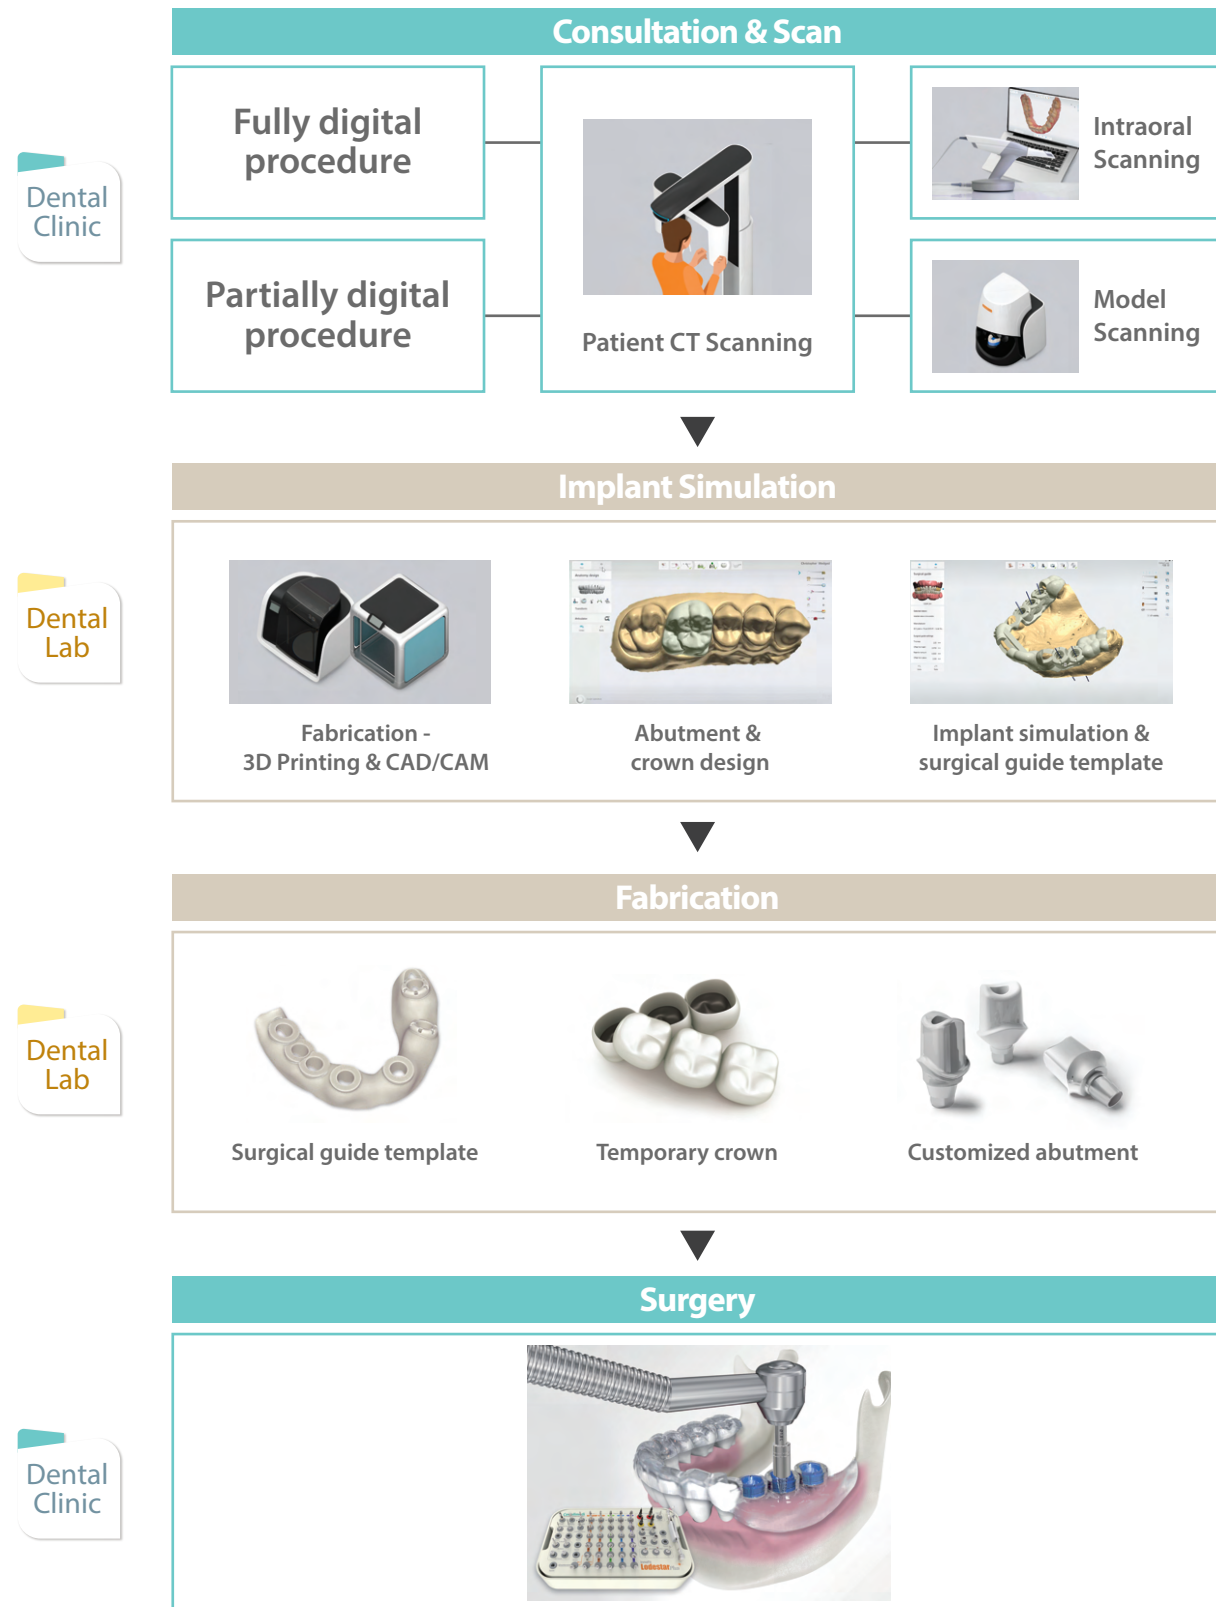 Consultation & Scan
Dental
Clinic
Fully digital
procedure
Partially digital
procedure
Patient CT Scanning
Intraoral
Scanning
Model
Scanning
Implant Simulation
Dental
Lab
Fabrication -
3D Printing & CAD/CAM
Abutment &
crown design
Implant simulation &
surgical guide template
Fabrication
Dental
Lab
Surgical guide template
Temporary crown
Customized abutment
Surgery
Dental
Clinic